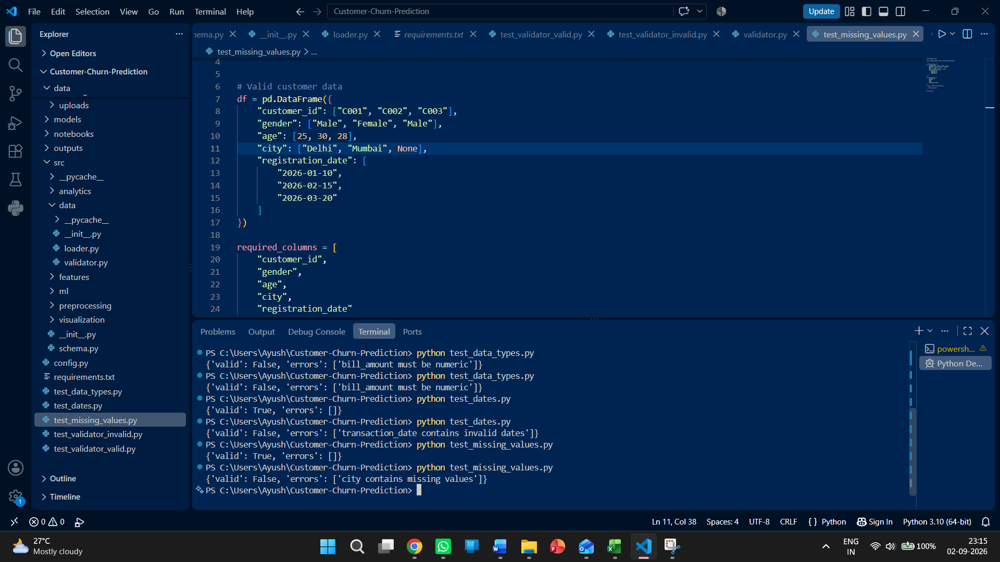 File Edit Selection View Go Run Terminal Help
Customer-Churn-Prediction
Update
Explorer
Open Editors
Customer-Churn-Prediction
data
uploads
models
notebooks
outputs
src
__pycache__
analytics
data
__pycache__
__init__.py
loader.py
validator.py
features
ml
preprocessing
visualization
__init__.py
schema.py
config.py
requirements.txt
test_data_types.py
test_dates.py
test_missing_values.py
test_validator_invalid.py
test_validator_valid.py
Outline
Timeline
hema.py __init__.py loader.py requirements.txt test_validator_valid.py test_validator_invalid.py validator.py test_missing_values.py
test_missing_values.py > ...
4
5
6 # Valid customer data
7 df = pd.DataFrame({
8 "customer_id": ["C001", "C002", "C003"],
9 "gender": ["Male", "Female", "Male"],
10 "age": [25, 30, 28],
11 "city": ["Delhi", "Mumbai", None],
12 "registration_date": [
13 "2026-01-10",
14 "2026-02-15",
15 "2026-03-20"
16 ]
17 })
18
19 required_columns = [
20 "customer_id",
21 "gender",
22 "age",
23 "city",
24 "registration_date"
Problems Output Debug Console Terminal Ports
PS C:\Users\Ayush\Customer-Churn-Prediction> python test_data_types.py
{'valid': False, 'errors': ['bill_amount must be numeric']}
PS C:\Users\Ayush\Customer-Churn-Prediction> python test_data_types.py
{'valid': False, 'errors': ['bill_amount must be numeric']}
PS C:\Users\Ayush\Customer-Churn-Prediction> python test_dates.py
{'valid': True, 'errors': []}
PS C:\Users\Ayush\Customer-Churn-Prediction> python test_dates.py
{'valid': False, 'errors': ['transaction_date contains invalid dates']}
PS C:\Users\Ayush\Customer-Churn-Prediction> python test_missing_values.py
{'valid': True, 'errors': []}
PS C:\Users\Ayush\Customer-Churn-Prediction> python test_missing_values.py
{'valid': False, 'errors': ['city contains missing values']}
PS C:\Users\Ayush\Customer-Churn-Prediction>
powersh...
Python De...
1
0 0
Ln 11, Col 38 Spaces: 4 UTF-8 CRLF {} Python Sign In Python 3.10 (64-bit)
27°C
Mostly cloudy
ENG
IN
100%
23:15
02-09-2026